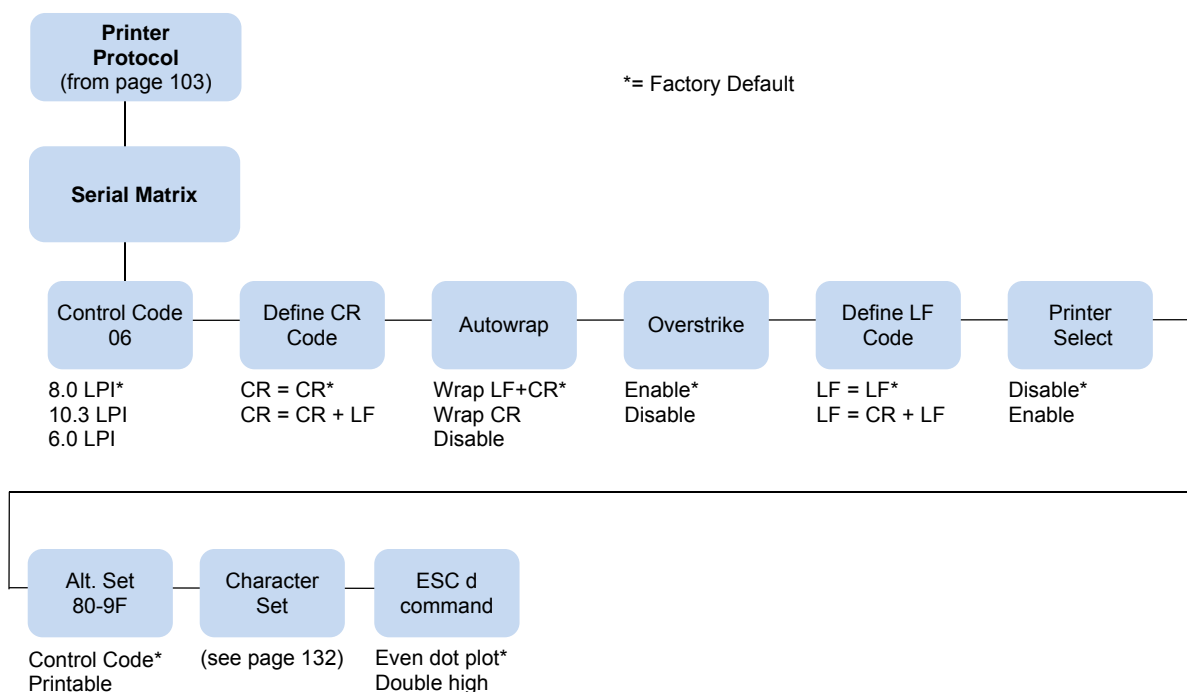 Printer
Protocol
(from page 103)
*= Factory Default
Serial Matrix
Control Code
06
8.0 LPI*
10.3 LPI
6.0 LPI
Define CR
Code
CR = CR*
CR = CR + LF
Autowrap
Wrap LF+CR*
Wrap CR
Disable
Overstrike
Enable*
Disable
Define LF
Code
LF = LF*
LF = CR + LF
Printer
Select
Disable*
Enable
Alt. Set
80-9F
Control Code*
Printable
Character
Set
(see page 132)
ESC d
command
Even dot plot*
Double high